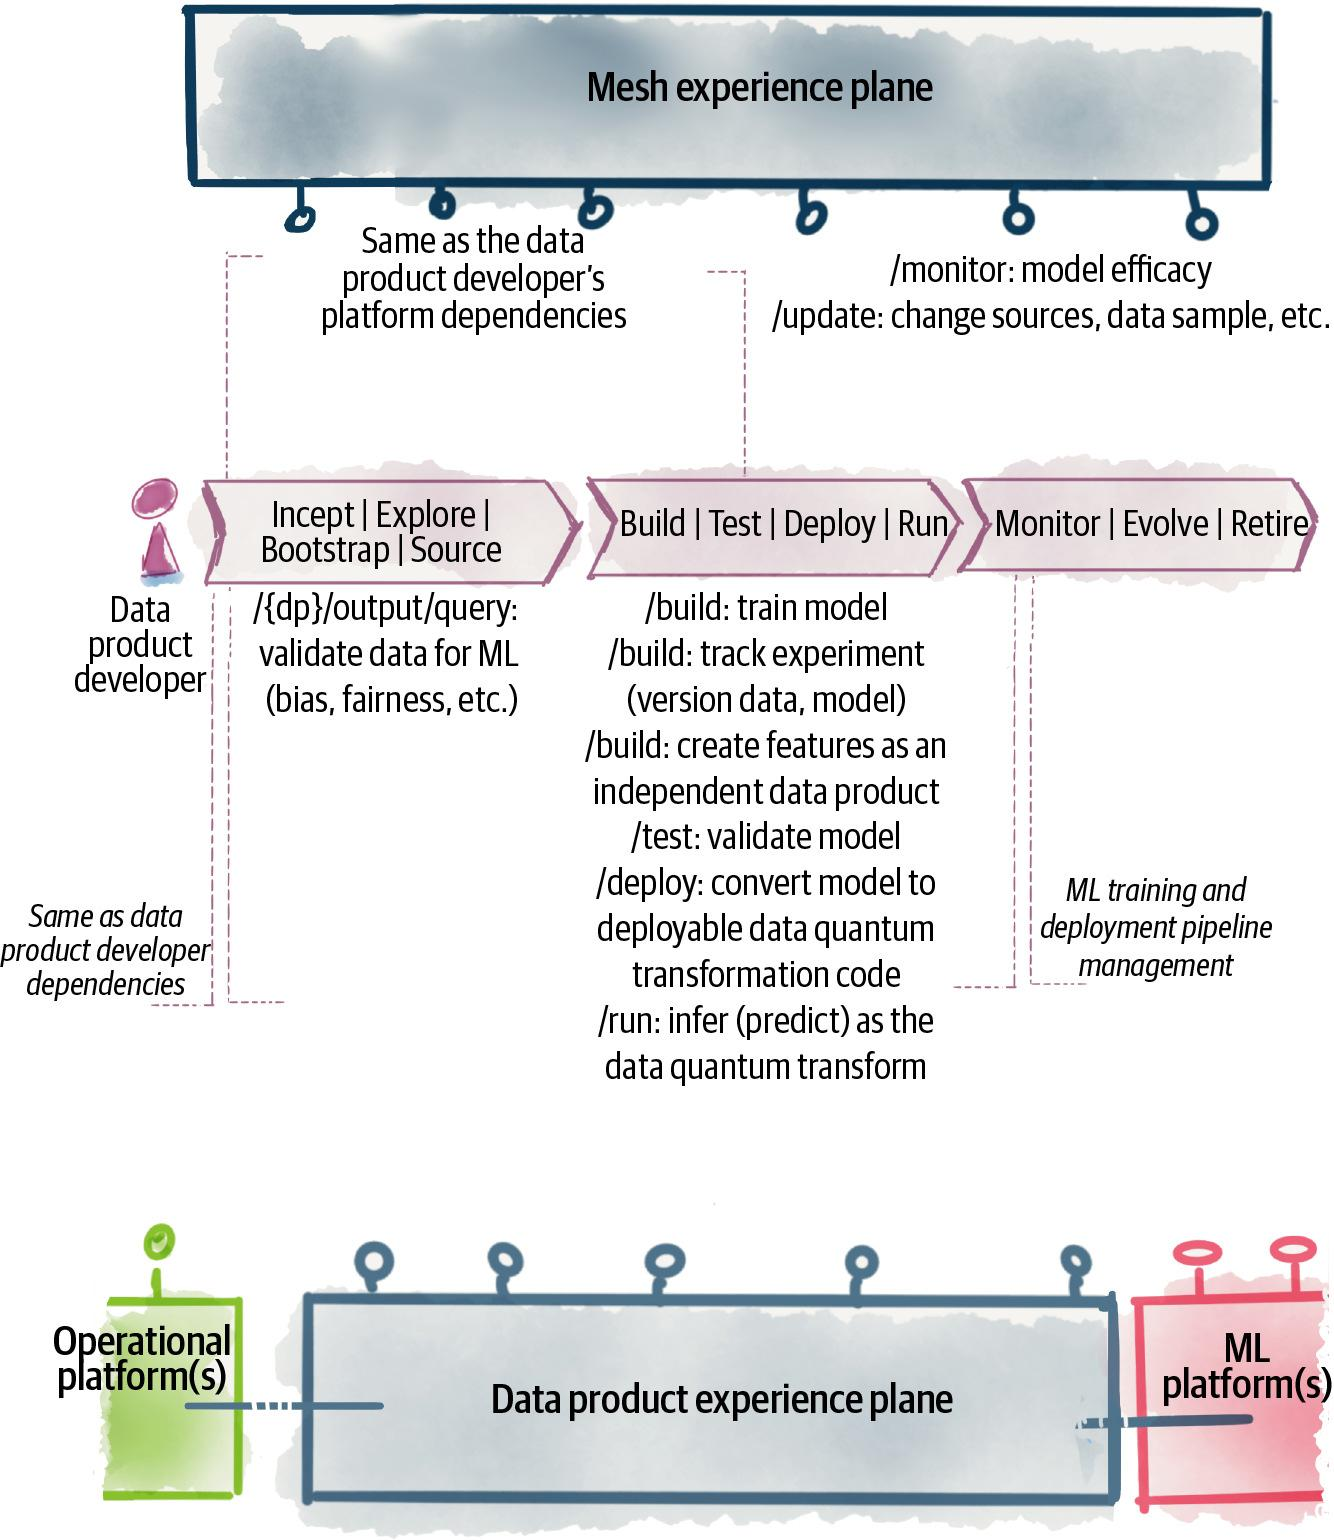 Mesh experience plane
Same as the data
product developer’s
platform dependencies
/monitor: model efficacy
/update: change sources, data sample, etc.
Incept | Explore |
Bootstrap | Source
Build | Test | Deploy | Run
Monitor | Evolve | Retire
Data
product
developer
/{dp}/output/query:
validate data for ML
(bias, fairness, etc.)
/build: train model
/build: track experiment
(version data, model)
/build: create features as an
independent data product
/test: validate model
/deploy: convert model to
deployable data quantum
transformation code
/run: infer (predict) as the
data quantum transform
Same as data
product developer
dependencies
ML training and
deployment pipeline
management
Operational
platform(s)
Data product experience plane
ML
platform(s)